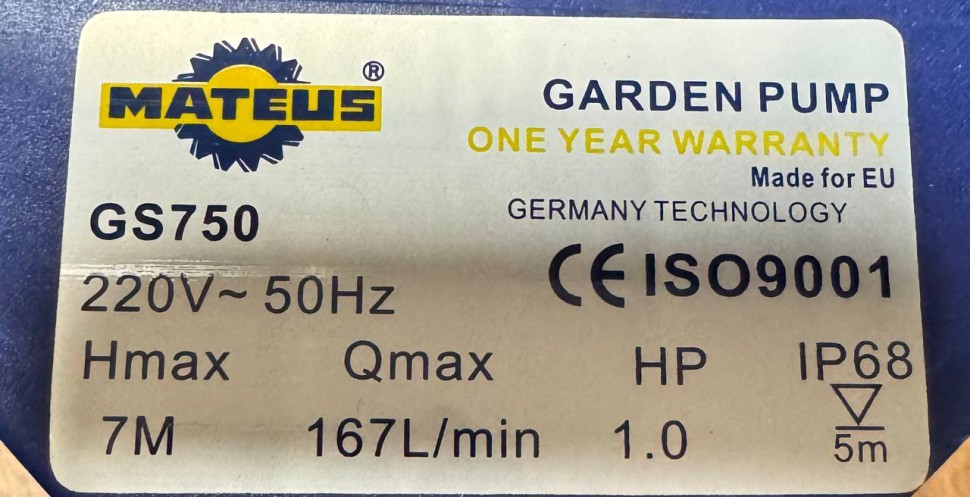 MATEUS®
GARDEN PUMP
ONE YEAR WARRANTY
Made for EU
GERMANY TECHNOLOGY
GS750
CE ISO9001
220V~ 50Hz
Hmax Qmax HP IP68
7M 167L/min 1.0 5m